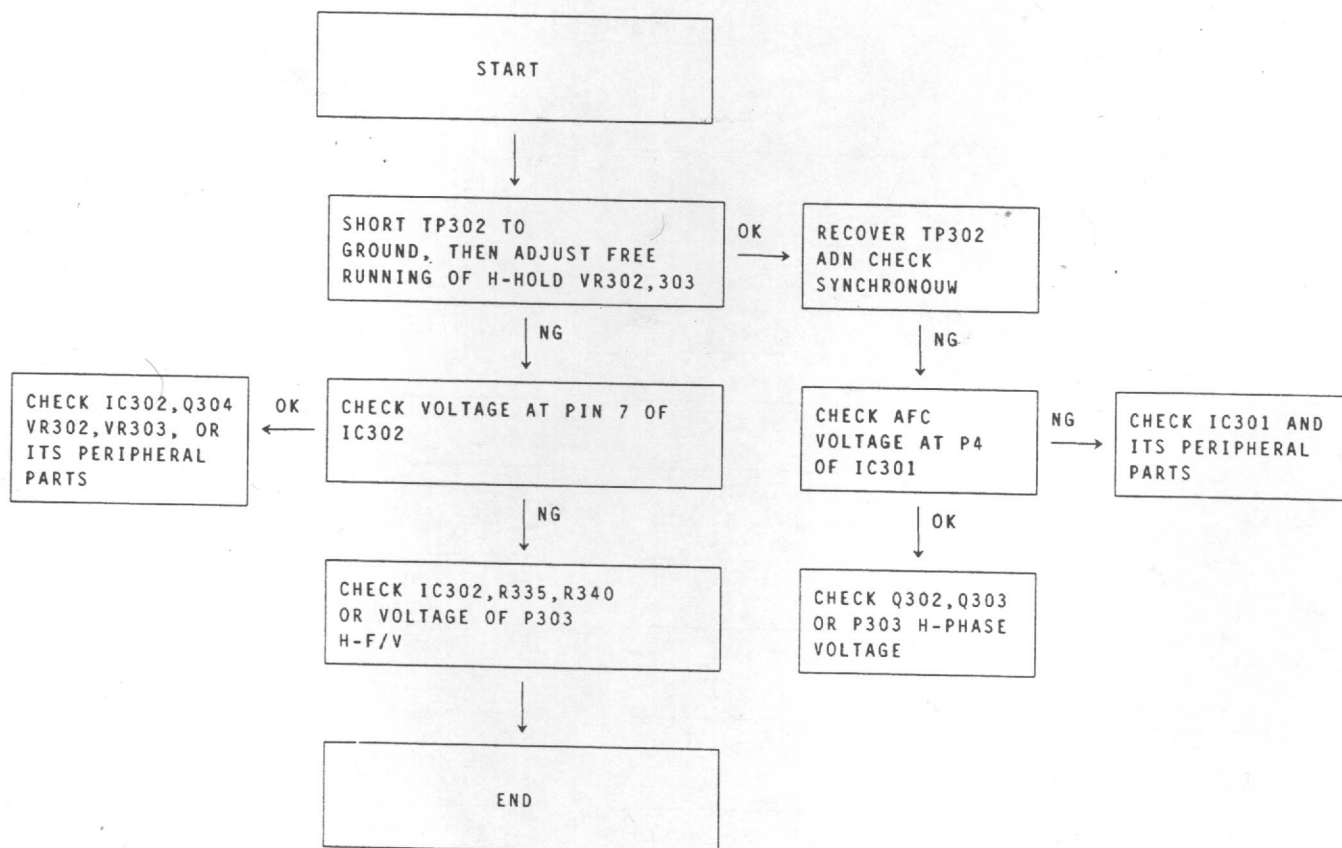 START
SHORT TP302 TO
GROUND, THEN ADJUST FREE
RUNNING OF H-HOLD VR302,303
OK
RECOVER TP302
ADN CHECK
SYNCHRONOUW
NG
NG
CHECK IC302,Q304
VR302,VR303, OR
ITS PERIPHERAL
PARTS
OK
CHECK VOLTAGE AT PIN 7 OF
IC302
CHECK AFC
VOLTAGE AT P4
OF IC301
NG
CHECK IC301 AND
ITS PERIPHERAL
PARTS
NG
OK
CHECK IC302,R335,R340
OR VOLTAGE OF P303
H-F/V
CHECK Q302,Q303
OR P303 H-PHASE
VOLTAGE
END